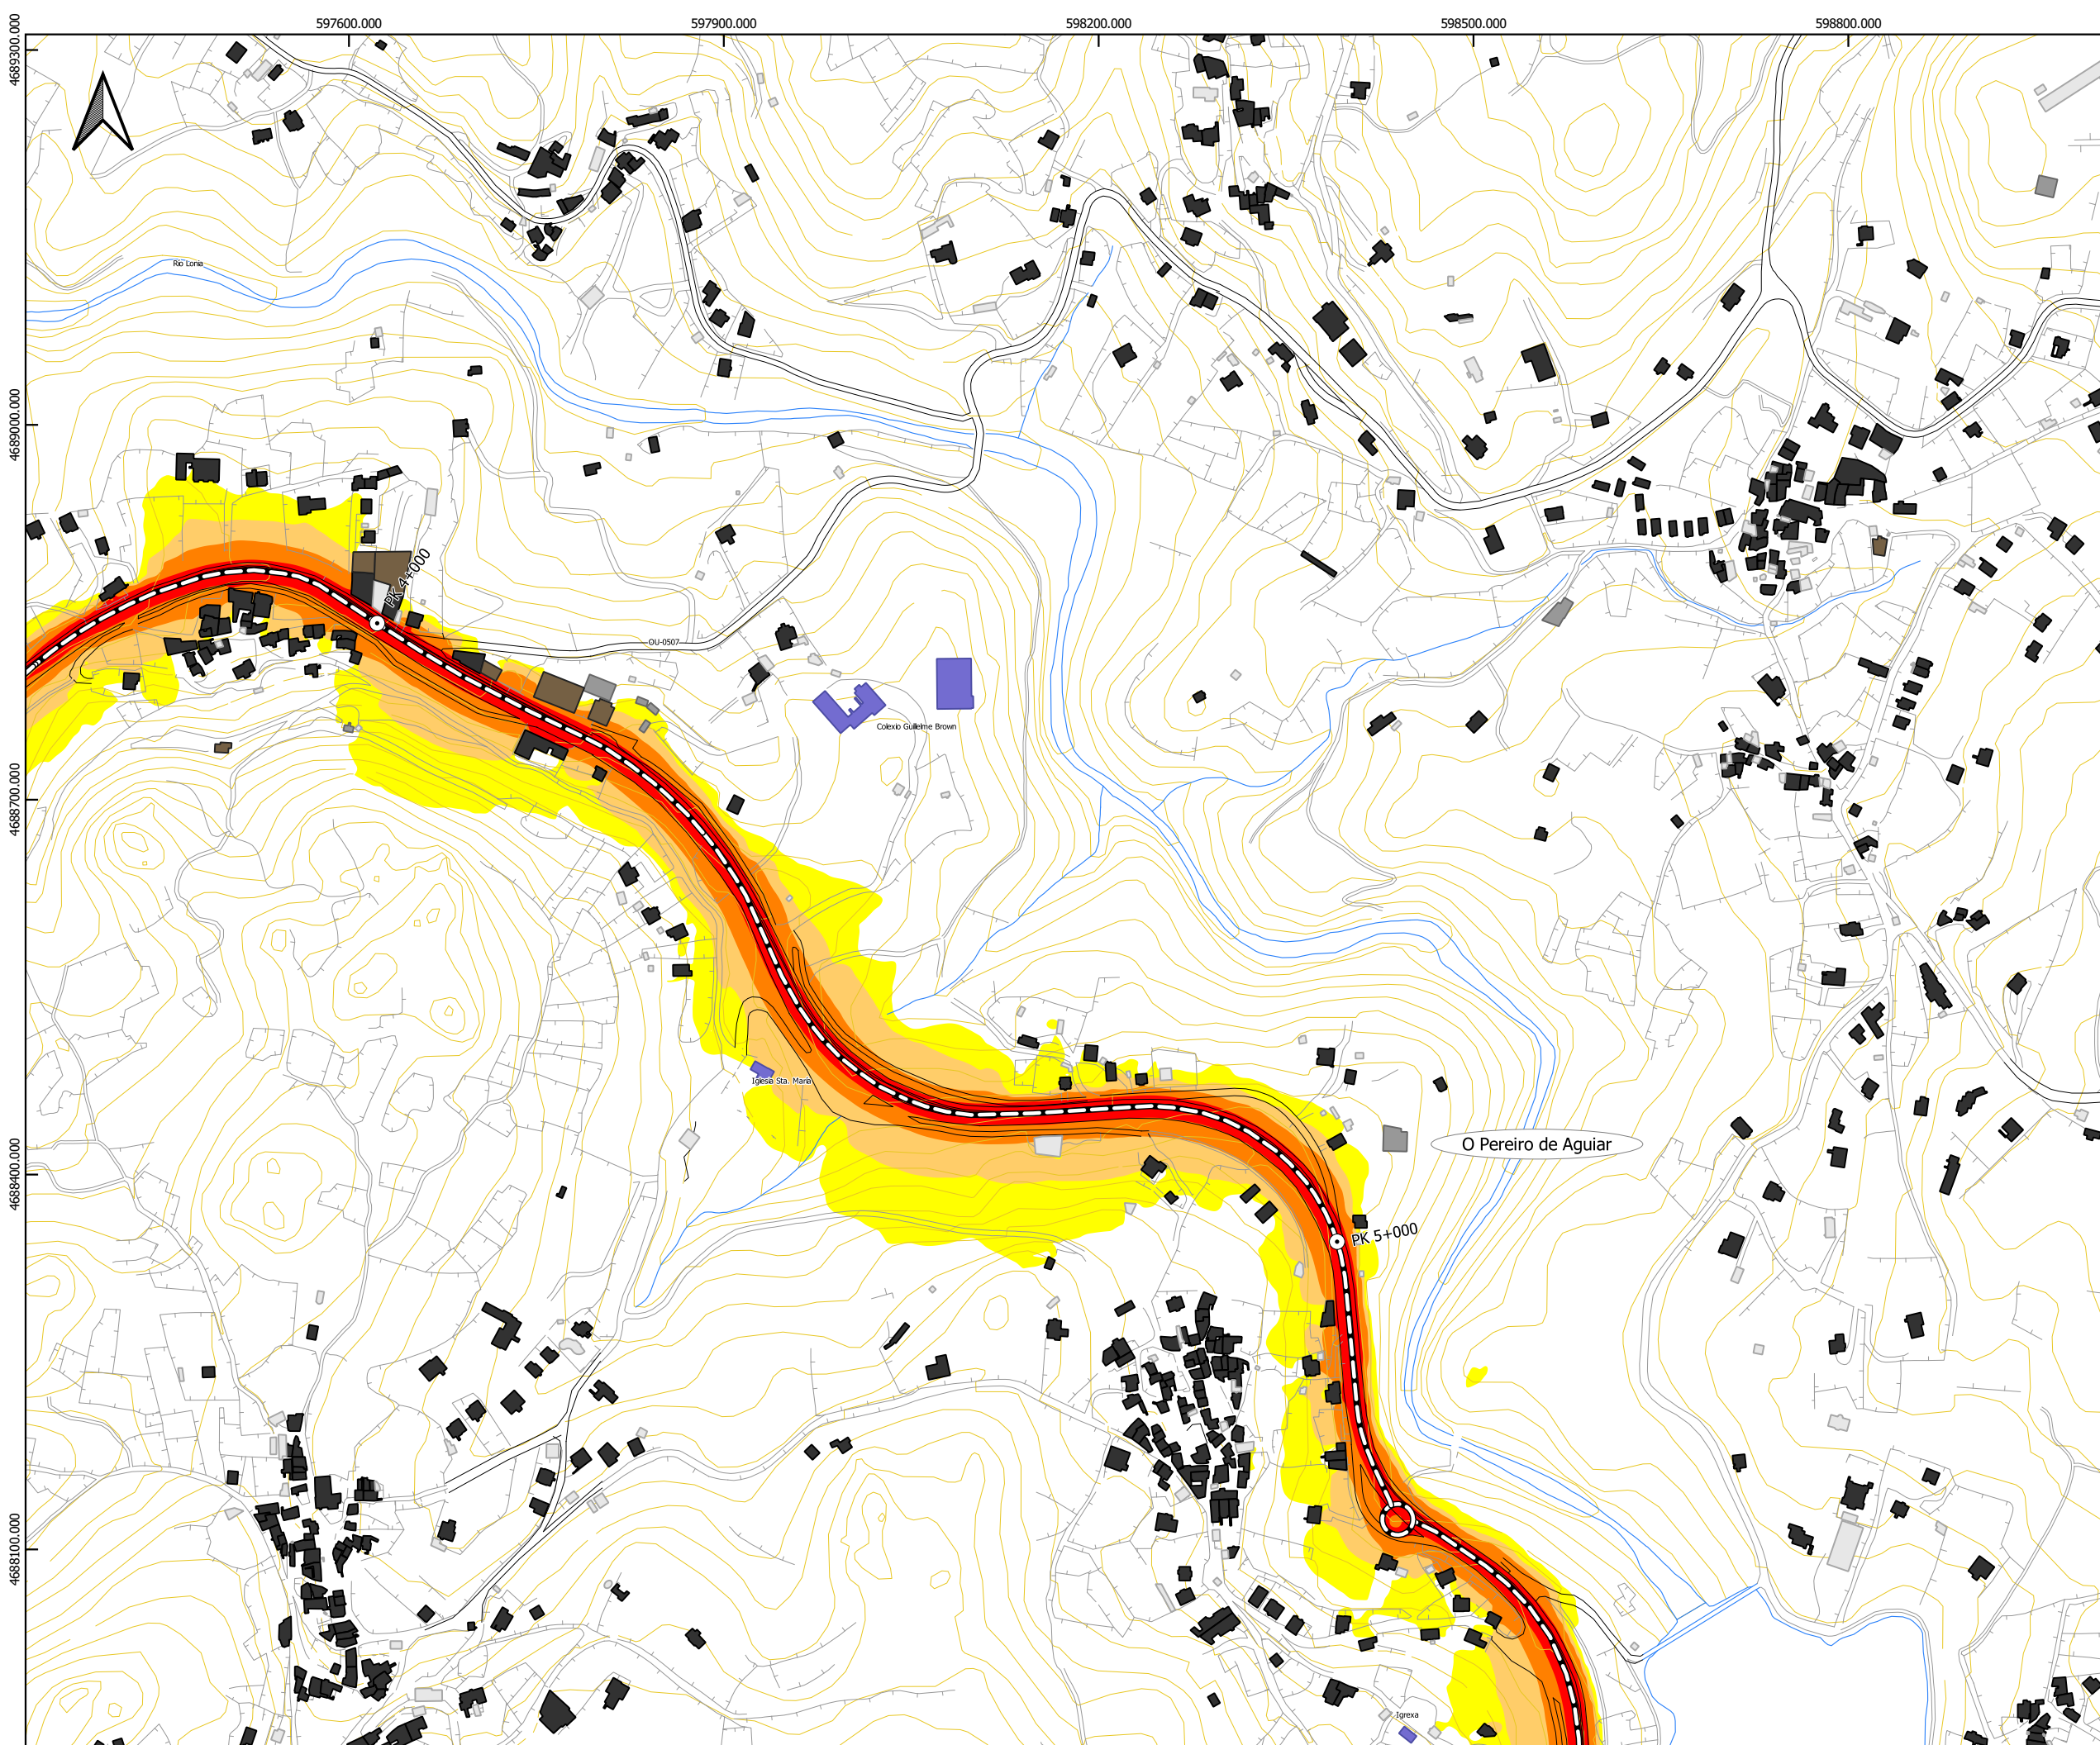 597600.000
597900.000
598200.000
598500.000
598800.000
4689300.000
Rio Lonia
4689000.000
PK 4+000
OU-0507
Colexio Guillelme Brown
4688700.000
Iglesia Sta. Maria
O Pereiro de Aguiar
4688400.000
PK 5+000
4688100.000
Igrexa